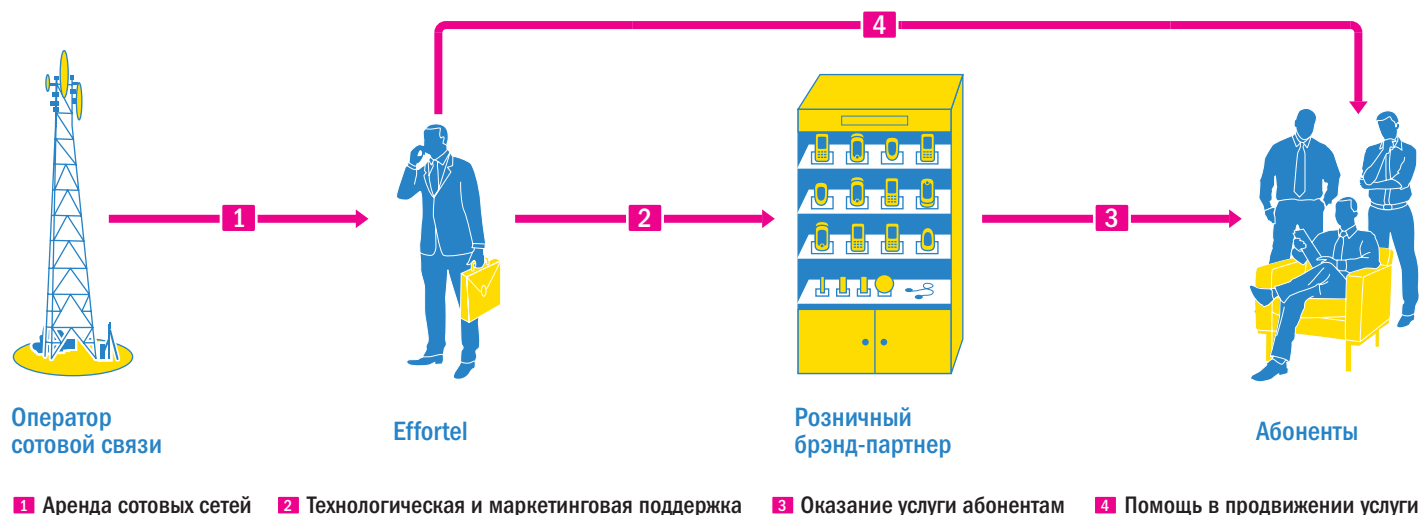 4
1
2
3
Оператор
сотовой связи
Effortel
Розничный
брэнд-партнер
Абоненты
1 Аренда сотовых сетей
2 Технологическая и маркетинговая поддержка
3 Оказание услуги абонентам
4 Помощь в продвижении услуги